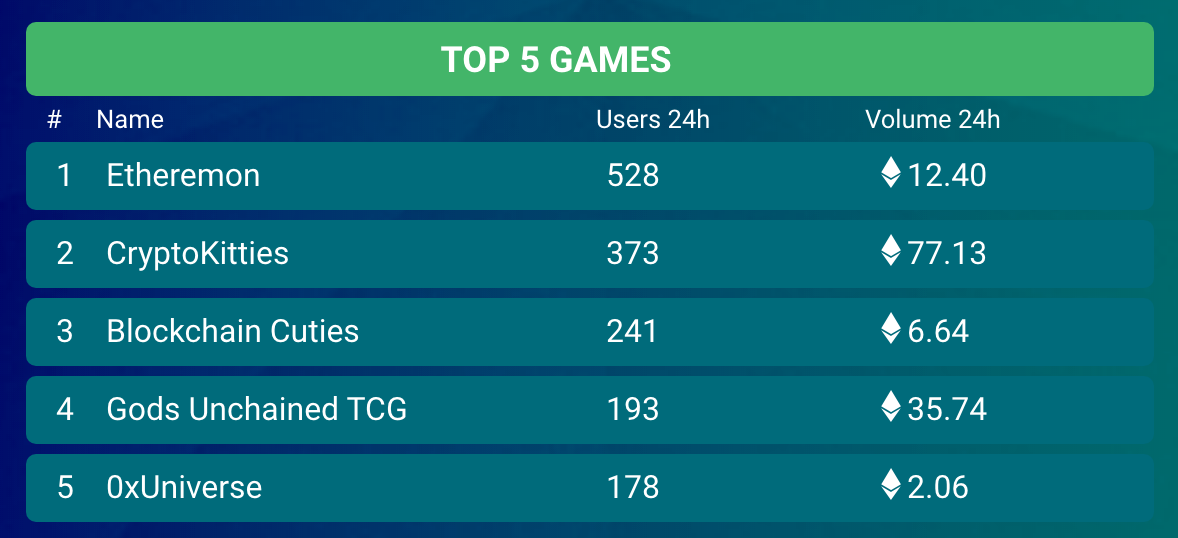 TOP 5 GAMES
# Name Users 24h Volume 24h
1 Etheremon 528 12.40
2 CryptoKitties 373 77.13
3 Blockchain Cuties 241 6.64
4 Gods Unchained TCG 193 35.74
5 0xUniverse 178 2.06